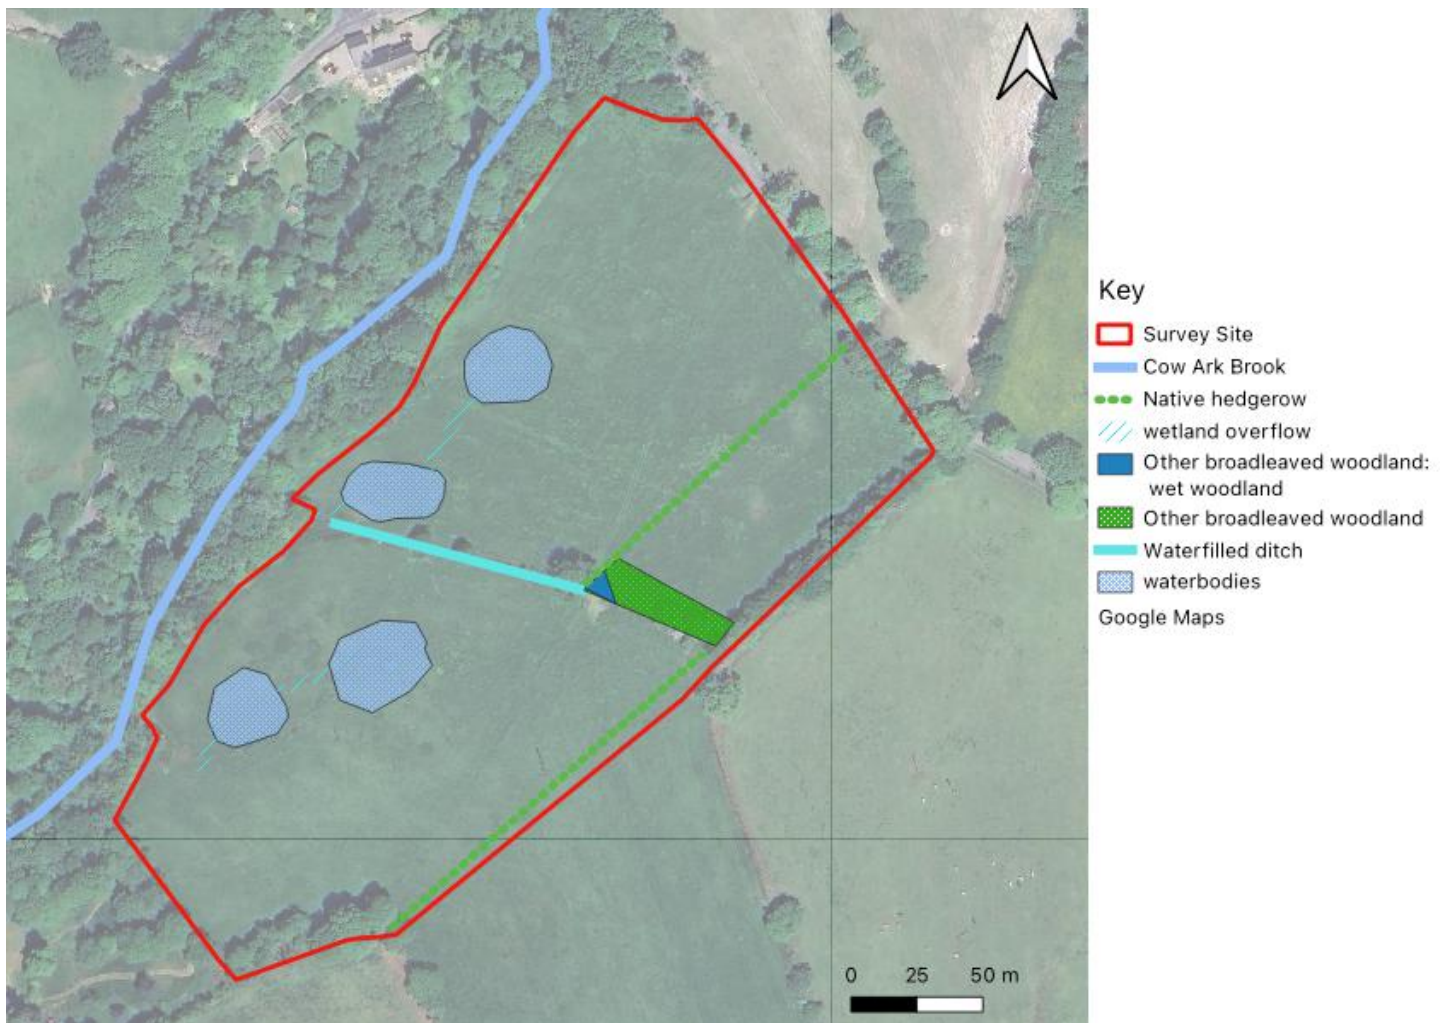 Key
Survey Site
Cow Ark Brook
Native hedgerow
wetland overflow
Other broadleaved woodland:
wet woodland
Other broadleaved woodland
Waterfilled ditch
waterbodies
Google Maps
0 25 50 m